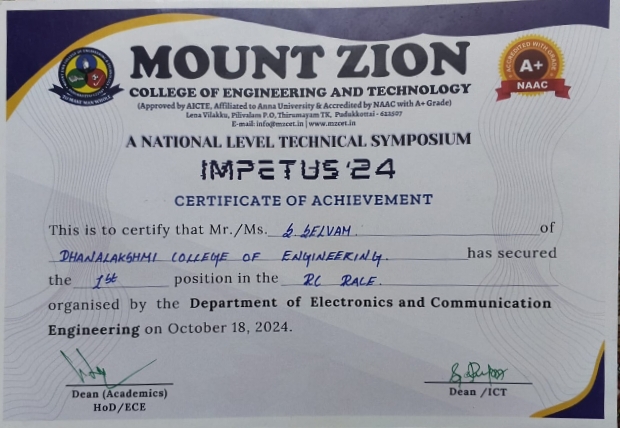 MOUNT ZION
COLLEGE OF ENGINEERING AND TECHNOLOGY
(Approved by AICTE, Affiliated to Anna University & Accredited by NAAC with A+ Grade)
Lena Vilakku, Pilivalam P.O, Thirumayam TK, Pudukkottai - 622507
E-mail: info@mzcet.in | www.mzcet.in
ACCREDITED WITH GRADE
A+
NAAC
A NATIONAL LEVEL TECHNICAL SYMPOSIUM
IMPETUS '24
CERTIFICATE OF ACHIEVEMENT
This is to certify that Mr./Ms. S. SELVAM. of
DHANALAKSHMI COLLEGE OF ENGINEERING. has secured
the 1st position in the RC RACE.
organised by the Department of Electronics and Communication
Engineering on October 18, 2024.
Dean (Academics)
HoD/ECE
Dean /ICT